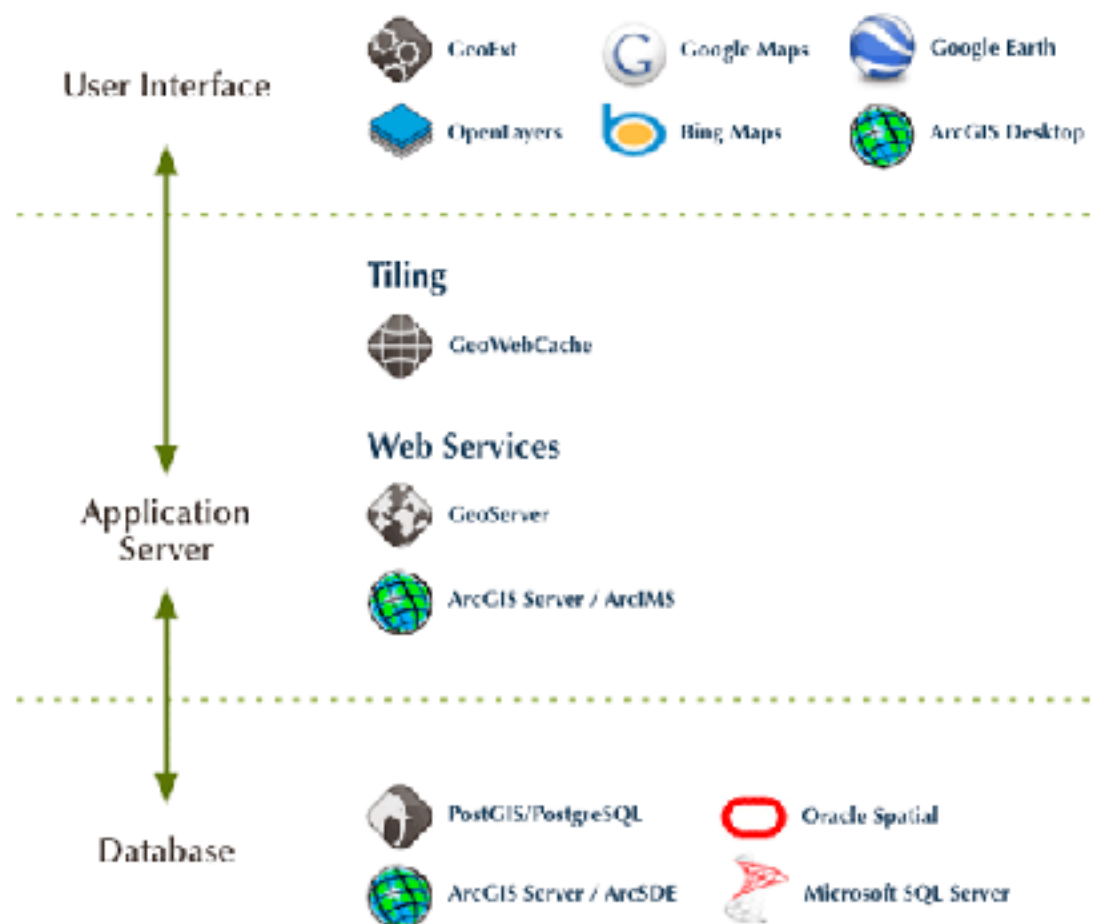 User Interface
GeoExt
Google Maps
Google Earth
OpenLayers
Bing Maps
ArcGIS Desktop
Tiling
GeoWebCache
Web Services
Application
Server
GeoServer
ArcGIS Server / ArcIMS
Database
PostGIS/PostgreSQL
Oracle Spatial
ArcGIS Server / ArcSDE
Microsoft SQL Server